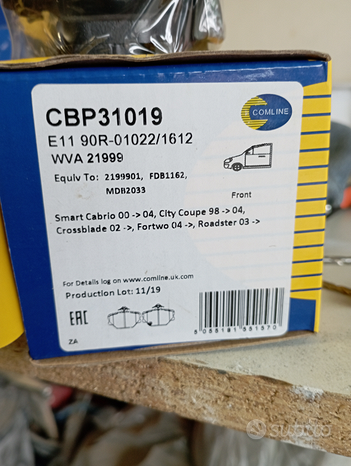 CBP31019
COMLINE
E11 90R-01022/1612
WVA 21999
Equiv To: 2199901, FDB1162,
MDB2033
Front
Smart Cabrio 00 -> 04, City Coupe 98 -> 04,
Crossblade 02 ->, Fortwo 04 ->, Roadster 03 ->
For Details log on www.comline.uk.com
Production Lot: 11/19
EAC
ZA
subito